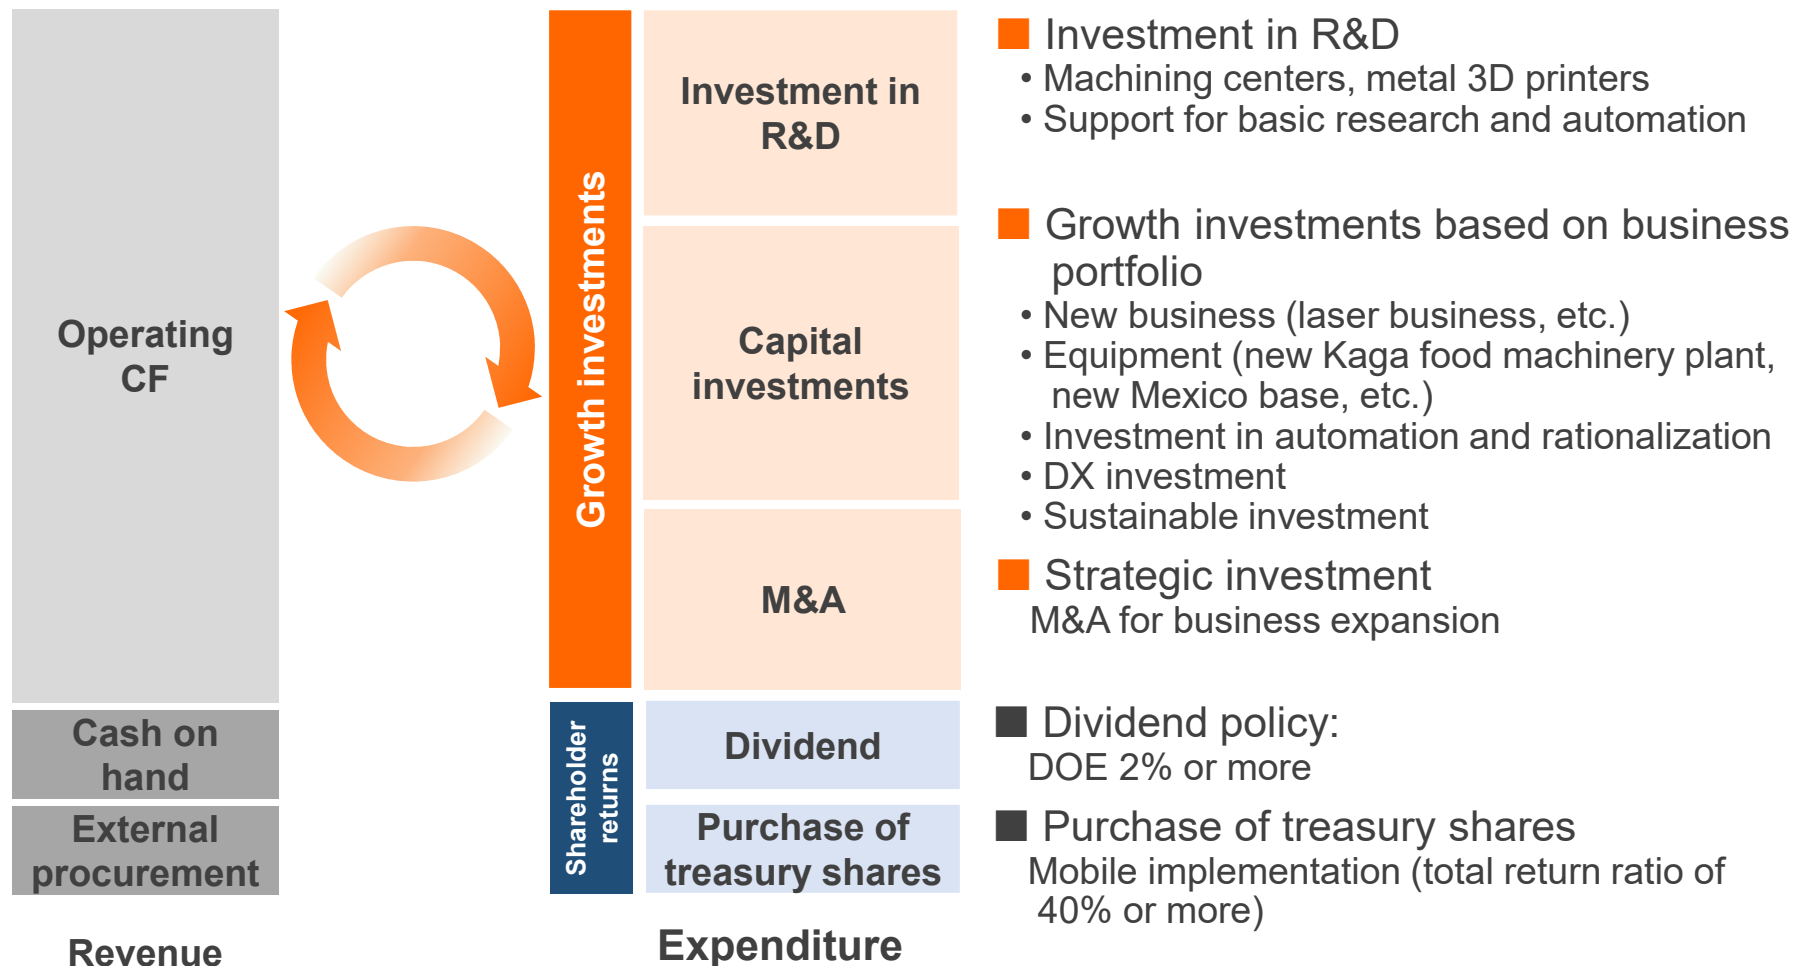 Operating
CF
Cash on
hand
External
procurement
Revenue
Growth investments
Shareholder
returns
Investment in
R&D
Capital
investments
M&A
Dividend
Purchase of
treasury shares
Expenditure
■ Investment in R&D
• Machining centers, metal 3D printers
• Support for basic research and automation
■ Growth investments based on business
portfolio
• New business (laser business, etc.)
• Equipment (new Kaga food machinery plant,
new Mexico base, etc.)
• Investment in automation and rationalization
• DX investment
• Sustainable investment
■ Strategic investment
M&A for business expansion
■ Dividend policy:
DOE 2% or more
■ Purchase of treasury shares
Mobile implementation (total return ratio of
40% or more)